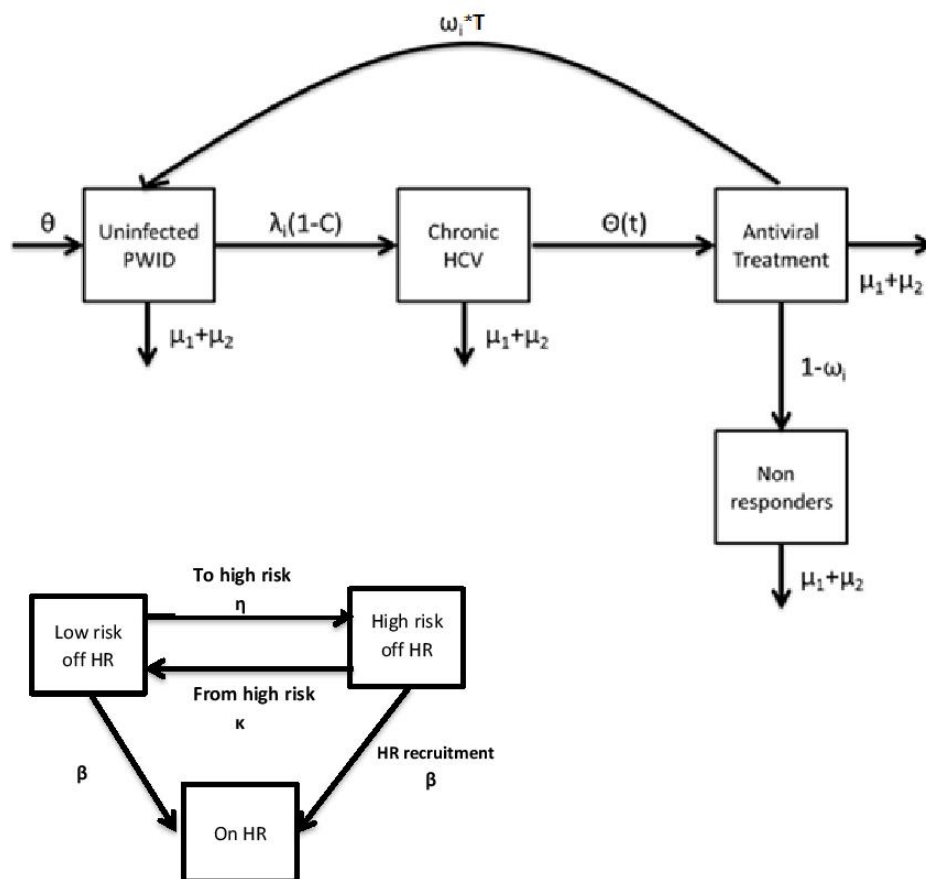 ωi*T
θ
Uninfected
PWID
λi(1-C)
Chronic
HCV
Θ(t)
Antiviral
Treatment
μ1+μ2
μ1+μ2
μ1+μ2
1-ωi
Non
responders
μ1+μ2
To high risk
η
Low risk
off HR
High risk
off HR
From high risk
κ
HR recruitment
β
β
On HR